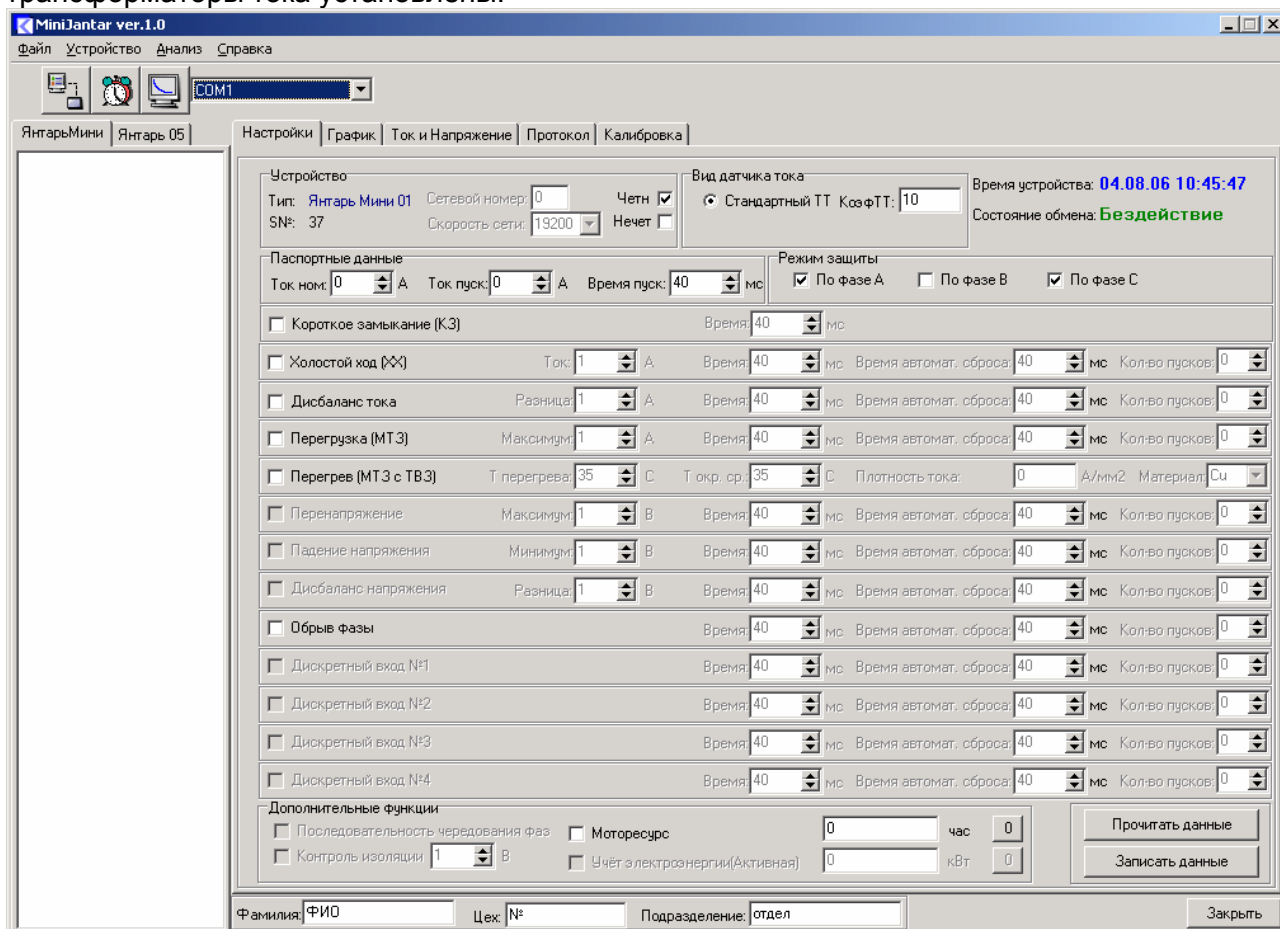 трансформаторы тока установлены.
MiniJantar ver.1.0
Файл Устройство Анализ Справка
COM1
ЯнтарьМини Янтарь 05 Настройки График Ток и Напряжение Протокол Калибровка
Устройство
Тип: Янтарь Мини 01 Сетевой номер: 0 Четн
SNº: 37 Скорость сети: 19200 Нечет
Вид датчика тока
Стандартный ТТ КоэфТТ: 10
Время устройства: 04.08.06 10:45:47
Состояние обмена: Бездействие
Паспортные данные
Ток ном: 0 А Ток пуск: 0 А Время пуск: 40 мс
Режим защиты
По фазе А По фазе В По фазе С
Короткое замыкание (КЗ) Время: 40 мс
Холостой ход (ХХ) Ток: 1 А Время: 40 мс Время автомат. сброса: 40 мс Кол-во пусков: 0
Дисбаланс тока Разница: 1 А Время: 40 мс Время автомат. сброса: 40 мс Кол-во пусков: 0
Перегрузка (МТЗ) Максимум: 1 А Время: 40 мс Время автомат. сброса: 40 мс Кол-во пусков: 0
Перегрев (МТЗ с ТВЗ) Т перегрева: 35 С Т окр. ср.: 35 С Плотность тока: 0 А/мм2 Материал: Cu
Перенапряжение Максимум: 1 В Время: 40 мс Время автомат. сброса: 40 мс Кол-во пусков: 0
Падение напряжения Минимум: 1 В Время: 40 мс Время автомат. сброса: 40 мс Кол-во пусков: 0
Дисбаланс напряжения Разница: 1 В Время: 40 мс Время автомат. сброса: 40 мс Кол-во пусков: 0
Обрыв фазы Время: 40 мс Время автомат. сброса: 40 мс Кол-во пусков: 0
Дискретный вход Nº1 Время: 40 мс Время автомат. сброса: 40 мс Кол-во пусков: 0
Дискретный вход Nº2 Время: 40 мс Время автомат. сброса: 40 мс Кол-во пусков: 0
Дискретный вход Nº3 Время: 40 мс Время автомат. сброса: 40 мс Кол-во пусков: 0
Дискретный вход Nº4 Время: 40 мс Время автомат. сброса: 40 мс Кол-во пусков: 0
Дополнительные функции
Последовательность чередования фаз Моторесурс 0 час 0
Контроль изоляции 1 В Учёт электроэнергии(Активная) 0 кВт 0
Прочитать данные
Записать данные
Фамилия: ФИО Цех: Nº Подразделение: отдел Закрыть